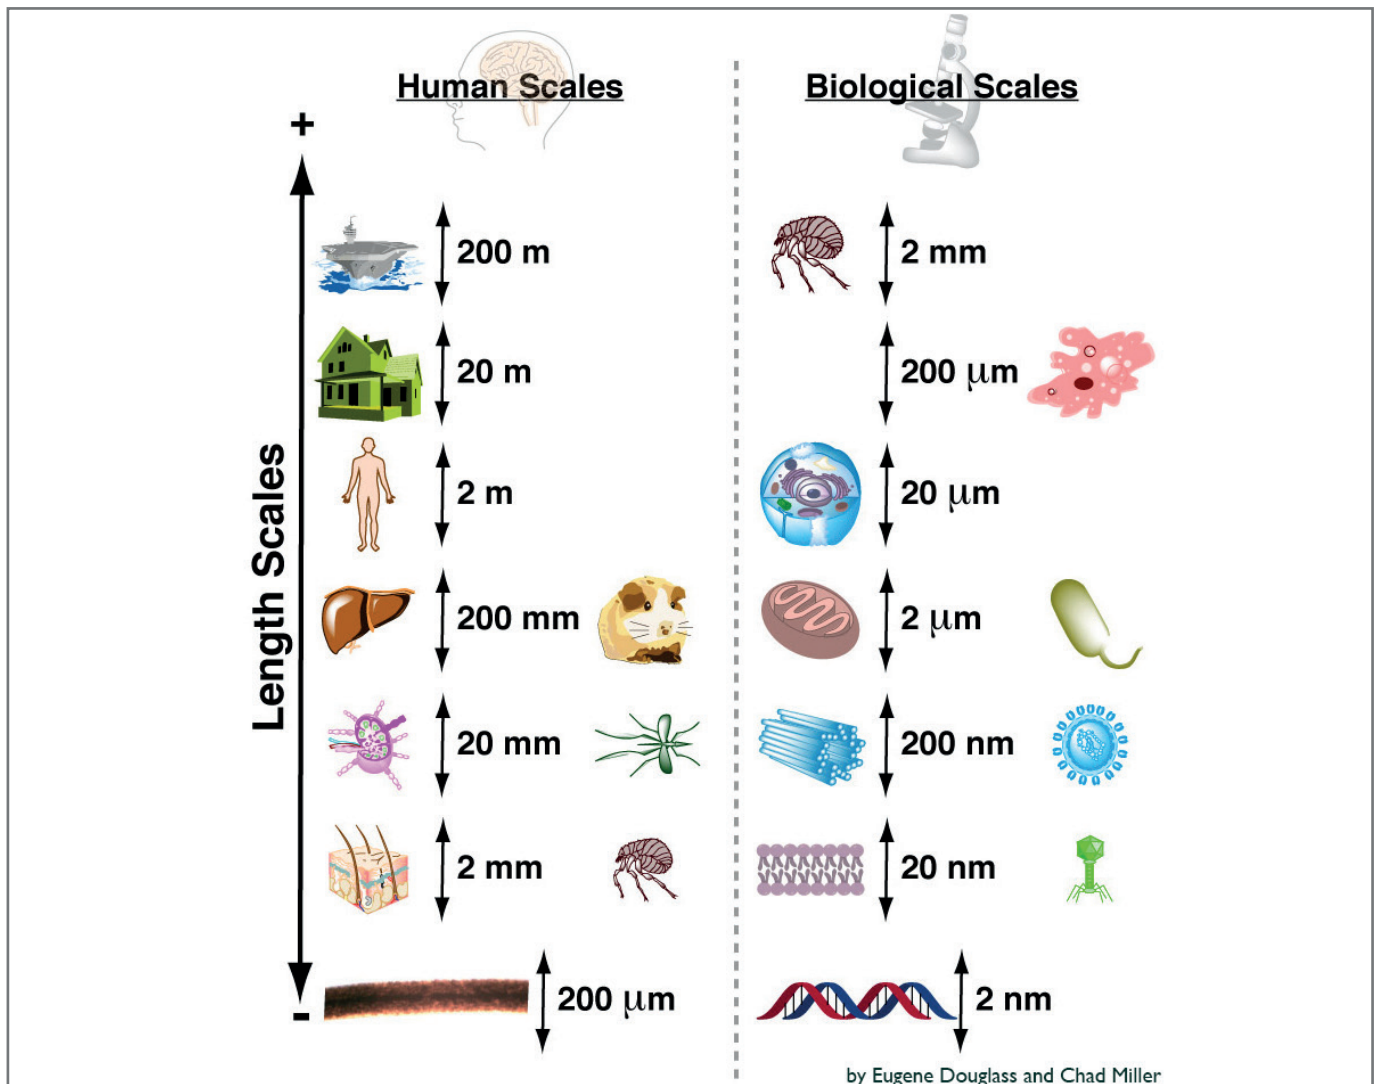 Human Scales
Biological Scales
+
Length Scales
-
200 m
20 m
2 m
200 mm
20 mm
2 mm
200 μm
2 mm
200 μm
20 μm
2 μm
200 nm
20 nm
2 nm
by Eugene Douglass and Chad Miller